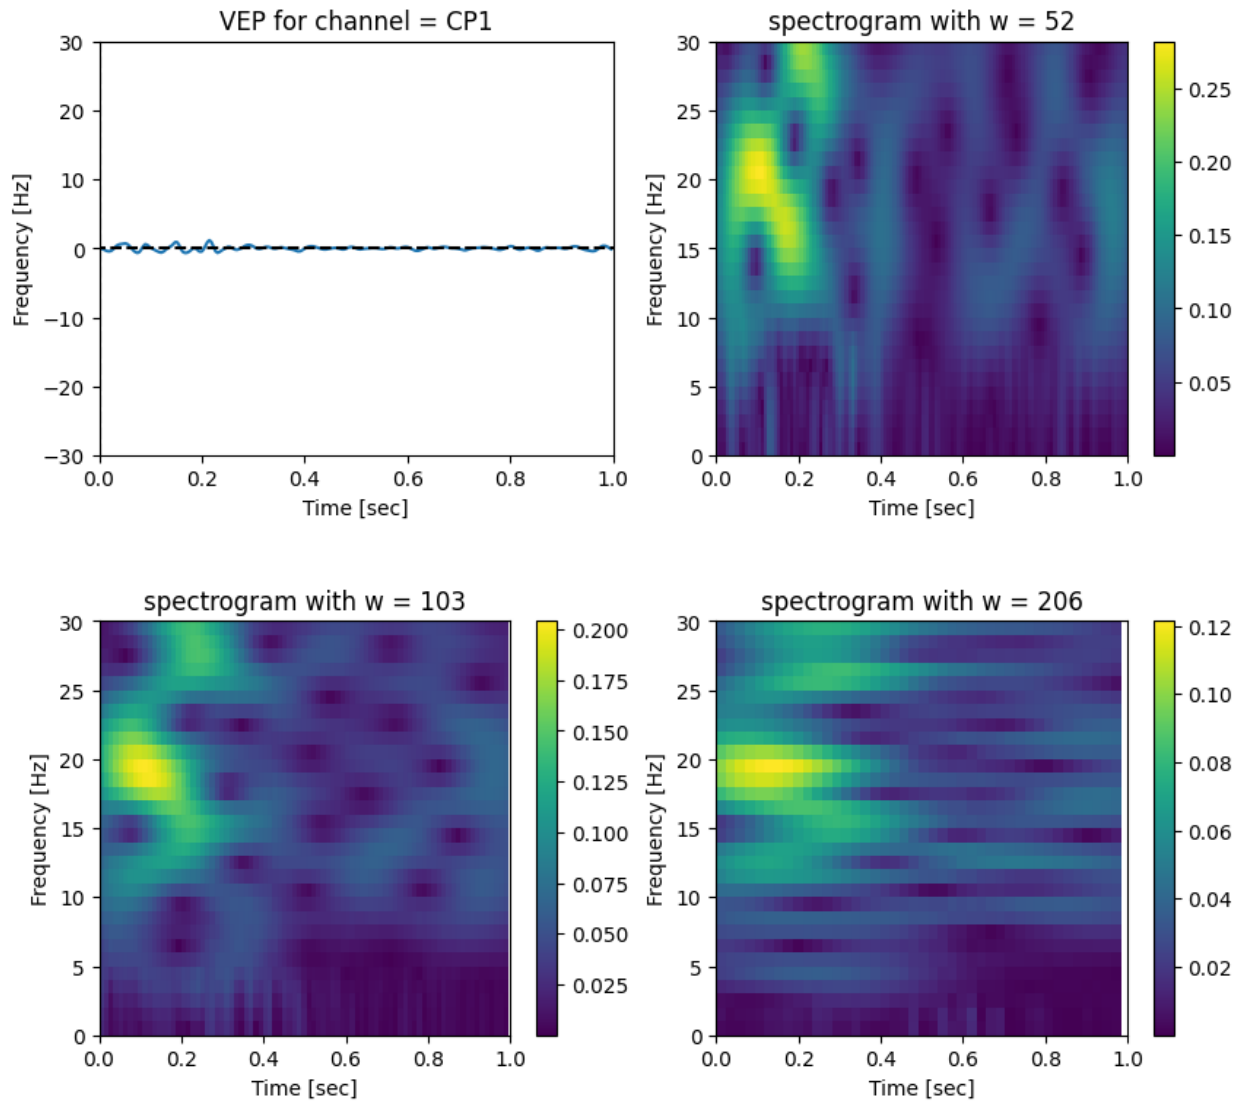 VEP for channel = CP1
30
20
10
0
−10
−20
−30
Frequency [Hz]
0.0 0.2 0.4 0.6 0.8 1.0
Time [sec]
spectrogram with w = 52
30
25
20
15
10
5
0
Frequency [Hz]
0.0 0.2 0.4 0.6 0.8 1.0
Time [sec]
0.25
0.20
0.15
0.10
0.05
spectrogram with w = 103
30
25
20
15
10
5
0
Frequency [Hz]
0.0 0.2 0.4 0.6 0.8 1.0
Time [sec]
0.200
0.175
0.150
0.125
0.100
0.075
0.050
0.025
spectrogram with w = 206
30
25
20
15
10
5
0
Frequency [Hz]
0.0 0.2 0.4 0.6 0.8 1.0
Time [sec]
0.12
0.10
0.08
0.06
0.04
0.02